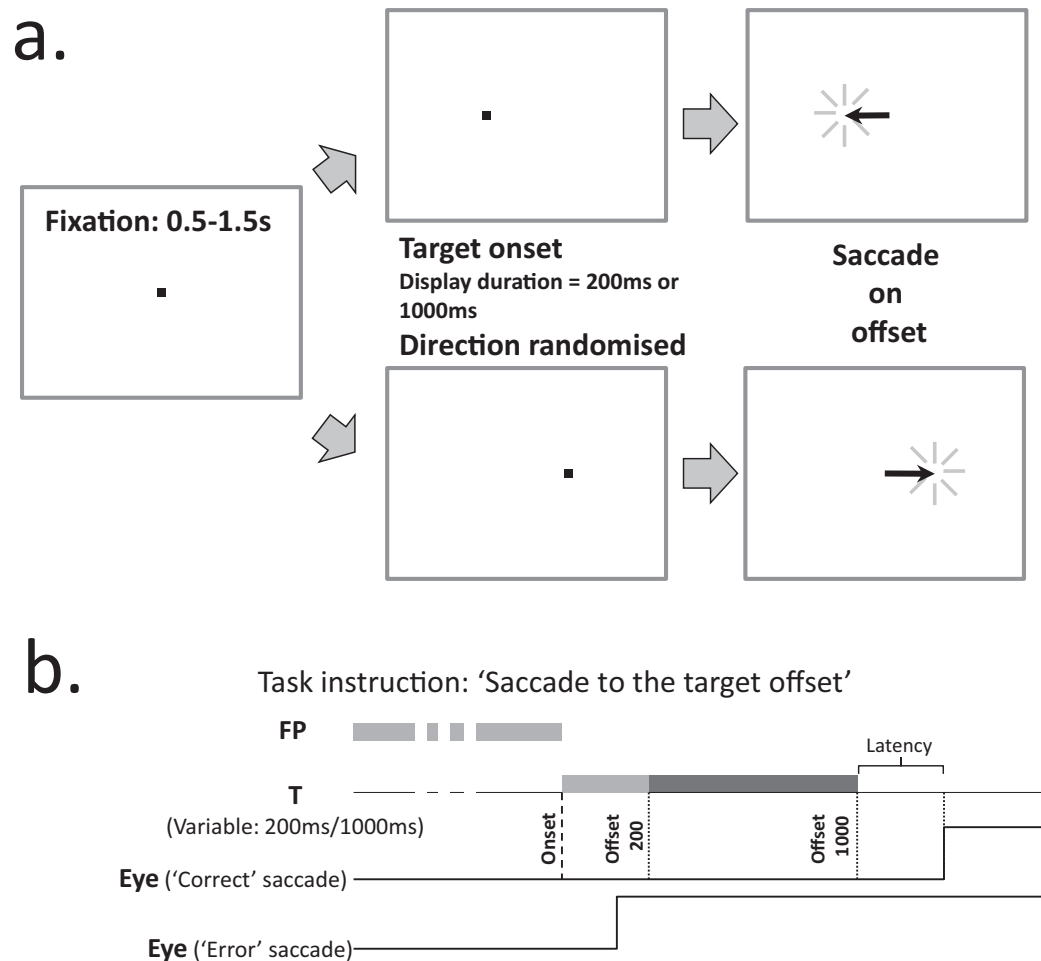 a.
Fixation: 0.5-1.5s
Target onset
Display duration = 200ms or
1000ms
Direction randomised
Saccade
on
offset
b.
Task instruction: ‘Saccade to the target offset’
FP
Latency
T
(Variable: 200ms/1000ms)
Onset
Offset
200
Offset
1000
Eye (‘Correct’ saccade)
Eye (‘Error’ saccade)